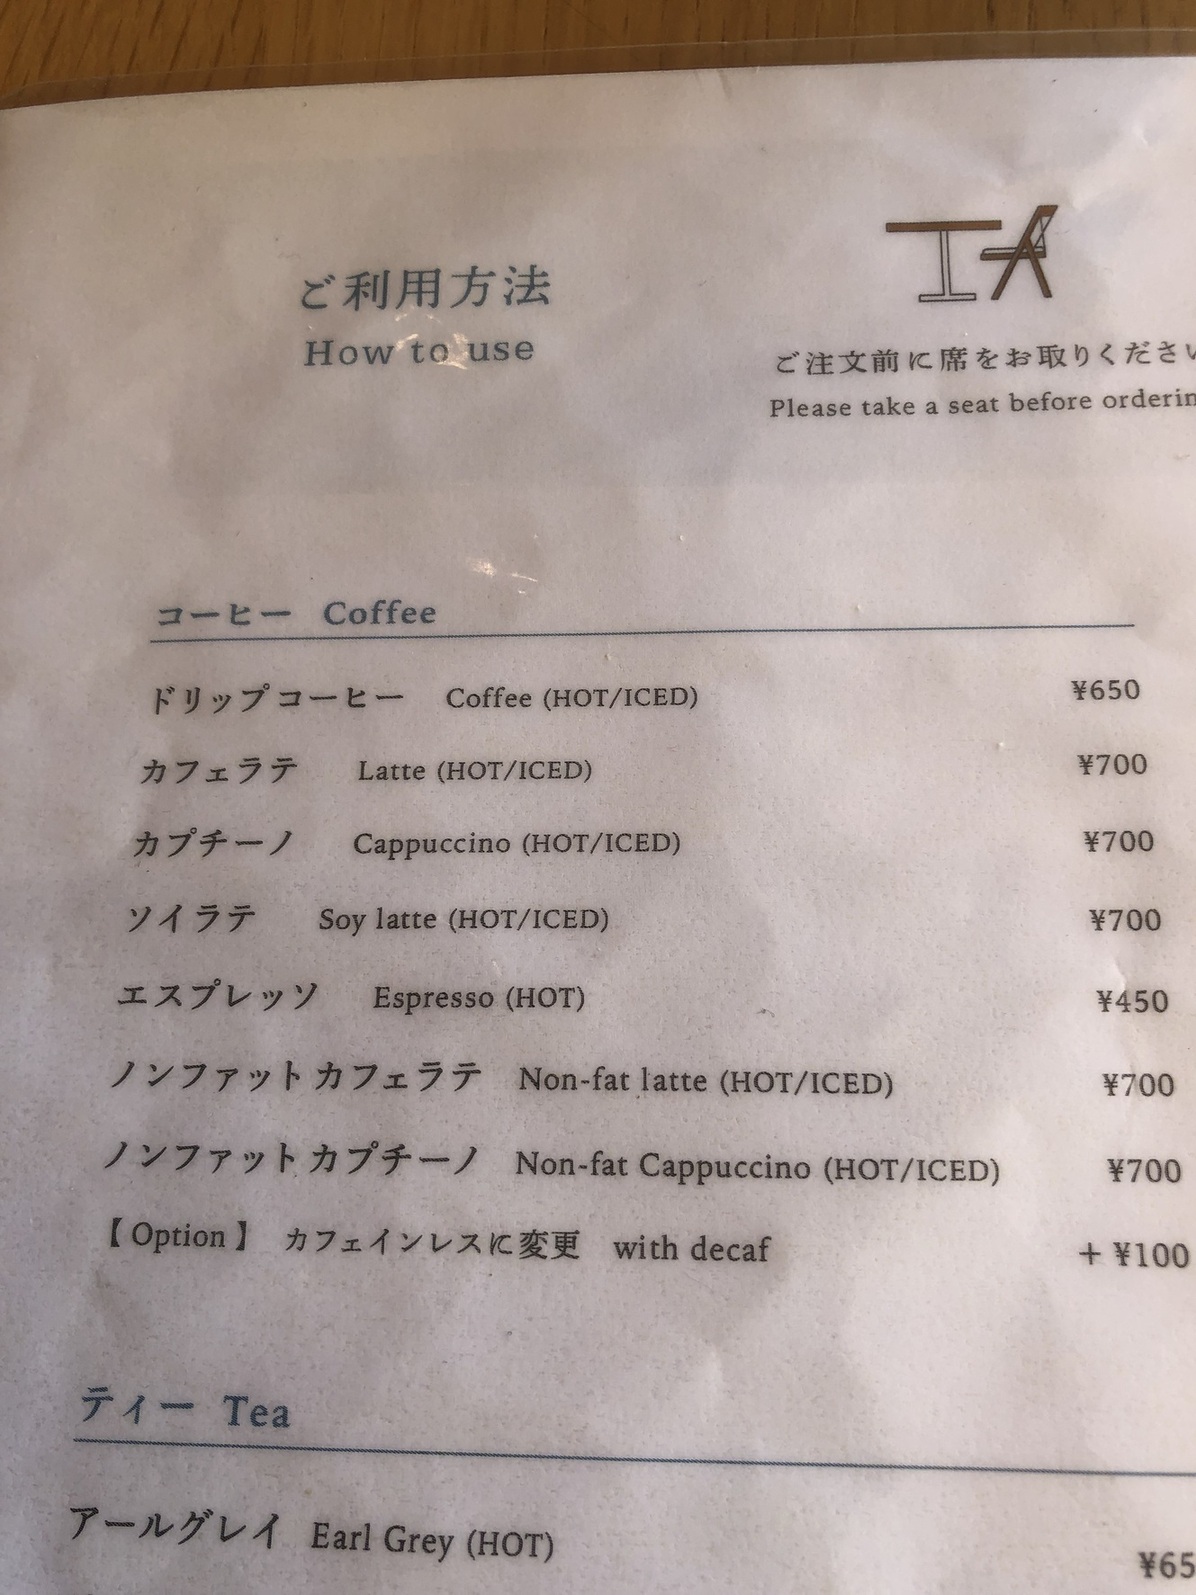 ご利用方法
How to use
ご注文前に席をお取りくださ
Please take a seat before
コーヒー Coffee
ドリップコーヒー Coffee (HOT/ICED) ¥650
カフェラテ Latte (HOT/ICED) ¥700
カプチーノ Cappuccino (HOT/ICED) ¥700
ソイラテ Soy latte (HOT/ICED) ¥700
エスプレッソ Espresso (HOT) ¥450
ノンファットカフェラテ Non-fat latte (HOT/ICED) ¥700
ノンファットカプチーノ Non-fat Cappuccino (HOT/ICED) ¥700
【Option】 カフェインレスに変更 with decaf + ¥100
ティー Tea
アールグレイ Earl Grey (HOT) ¥65